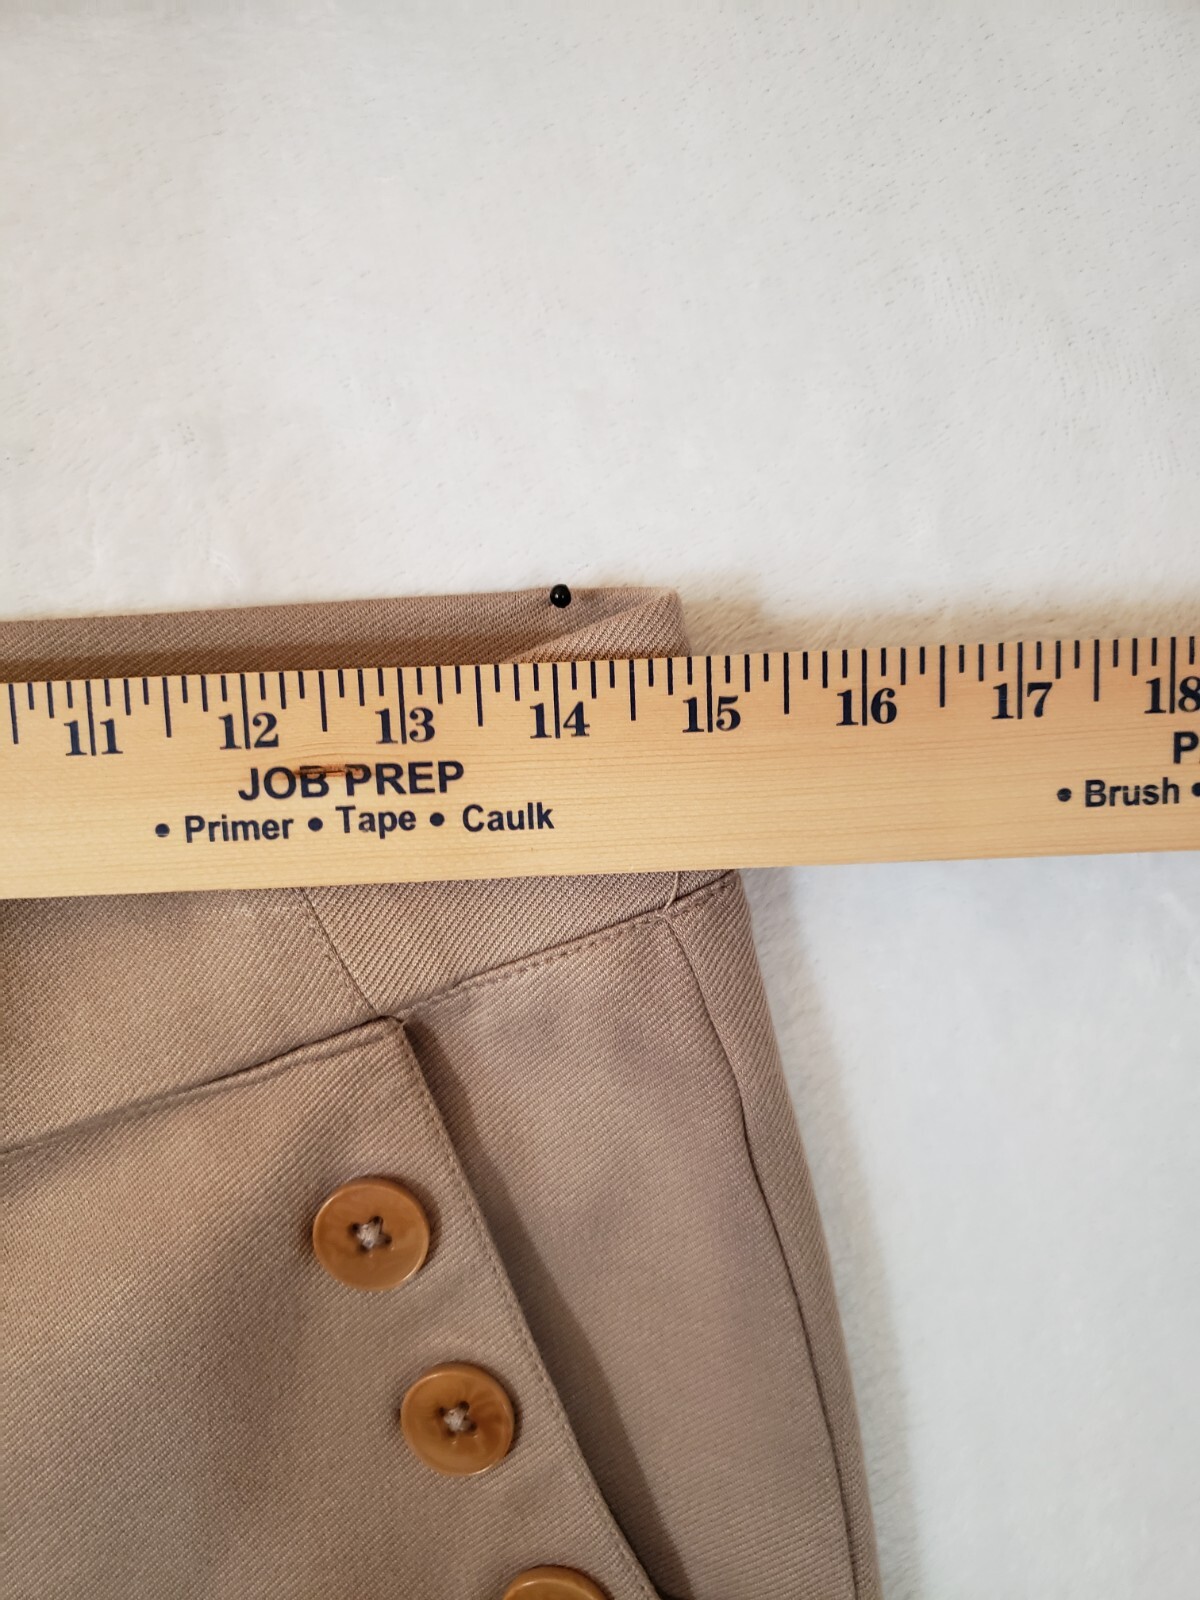 11 12 13 14 15 16 17 18
JOB PREP
• Primer • Tape • Caulk
• Brush •